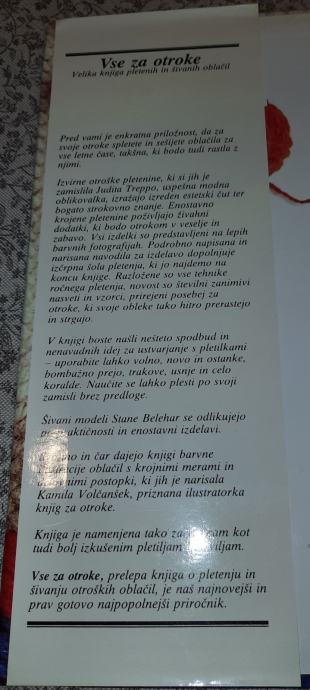 Vse za otroke
Velika knjiga pletenih in šivanih oblačil
Pred vami je enkratna priložnost, da za
svoje otroke spletete in sešijete oblačila za
vse letne čase, takšna, ki bodo tudi rastla z
njimi.
Izvirne otroške pletenine, ki si jih je
zamislila Judita Treppo, uspešna modna
oblikovalka, izražajo izreden estetski čut ter
bogato strokovno znanje. Enostavno
krojene pletenine poživljajo živahni
dodatki, ki bodo otrokom v veselje in
zabavo. Vsi izdelki so predstavljeni na lepih
barvnih fotografijah. Podrobno napisana in
narisana navodila za izdelavo dopolnjuje
izčrpna šola pletenja, ki jo najdemo na
koncu knjige. Razložene so vse tehnike
ročnega pletenja, novost so številni zanimivi
nasveti in vzorci, prirejeni posebej za
otroke, ki svoje obleke tako hitro prerastejo
in strgajo.
V knjigi boste našli nešteto spodbud in
nenavadnih idej za ustvarjanje s pletilkami
– uporabite lahko volno, novo in ostanke,
bombažno prejo, trakove, usnje in celo
koralde. Naučite se lahko plesti po svoji
zamisli brez predloge.
Šivani modeli Stane Belehar se odlikujejo
praktičnosti in enostavni izdelavi.
in čar dajejo knjigi barvne
oblačil s krojnimi merami in
postopki, ki jih je narisala
Kamila Volčanšek, priznana ilustratorka
knjig za otroke.
Knjiga je namenjena tako kot
tudi bolj izkušenim pletiljam
Vse za otroke, prelepa knjiga o pletenju in
šivanju otroških oblačil, je naš najnovejši in
prav gotovo najpopolnejši priročnik.